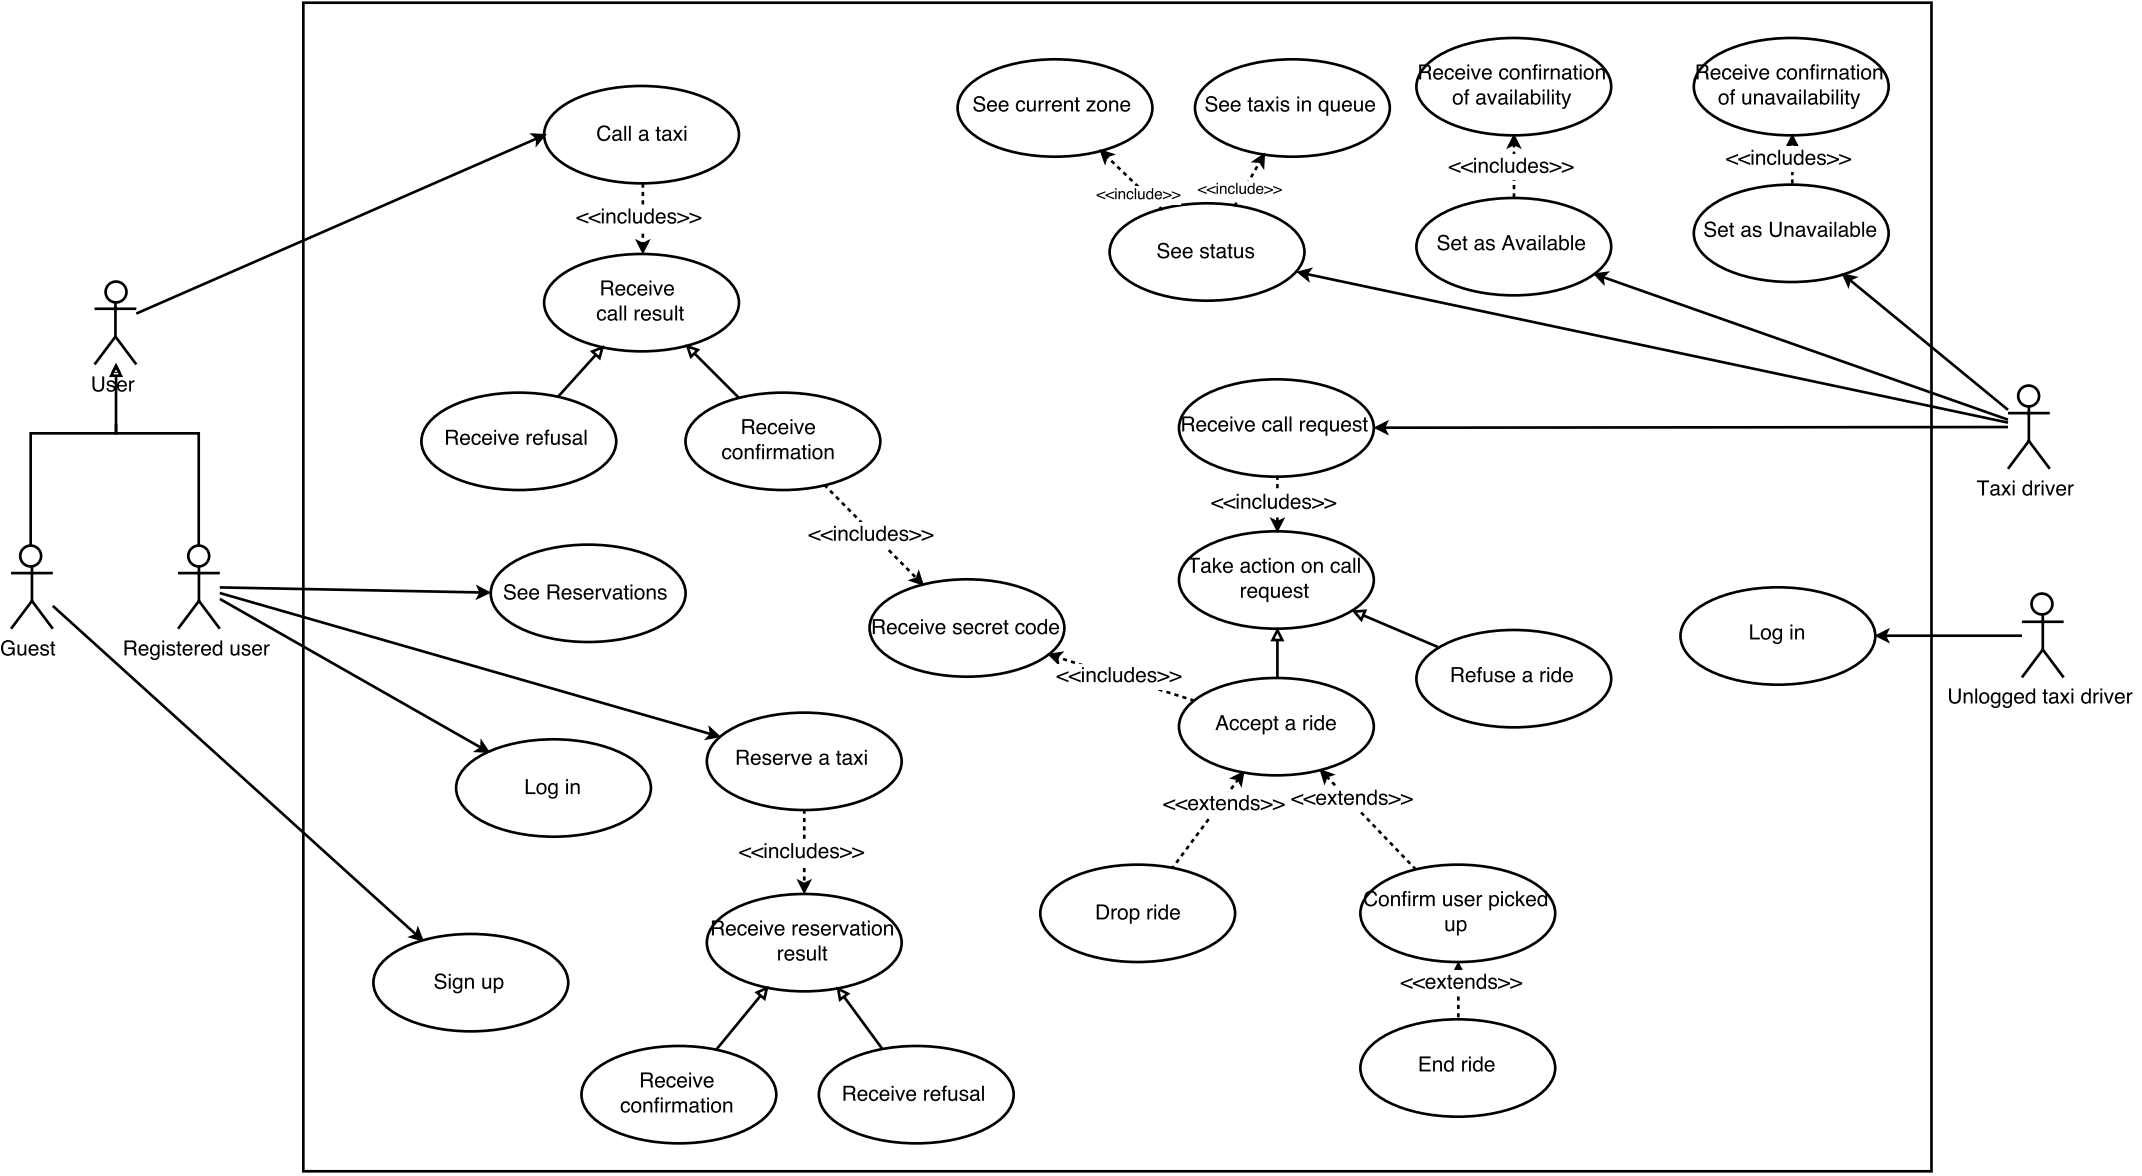 Receive confirnation
of availability
Receive confirnation
of unavailability
See current zone
See taxis in queue
Call a taxi
<<includes>>
<<includes>>
<<include>>
<<include>>
<<includes>>
Set as Available
Set as Unavailable
See status
Receive
call result
User
Receive refusal
Receive
confirmation
Receive call request
Taxi driver
<<includes>>
<<includes>>
Take action on call
request
See Reservations
Receive secret code
Log in
Guest
Registered user
<<includes>>
Refuse a ride
Unlogged taxi driver
Accept a ride
Reserve a taxi
Log in
<<extends>>
<<extends>>
<<includes>>
Drop ride
Confirm user picked
up
Receive reservation
result
Sign up
<<extends>>
End ride
Receive
confirmation
Receive refusal